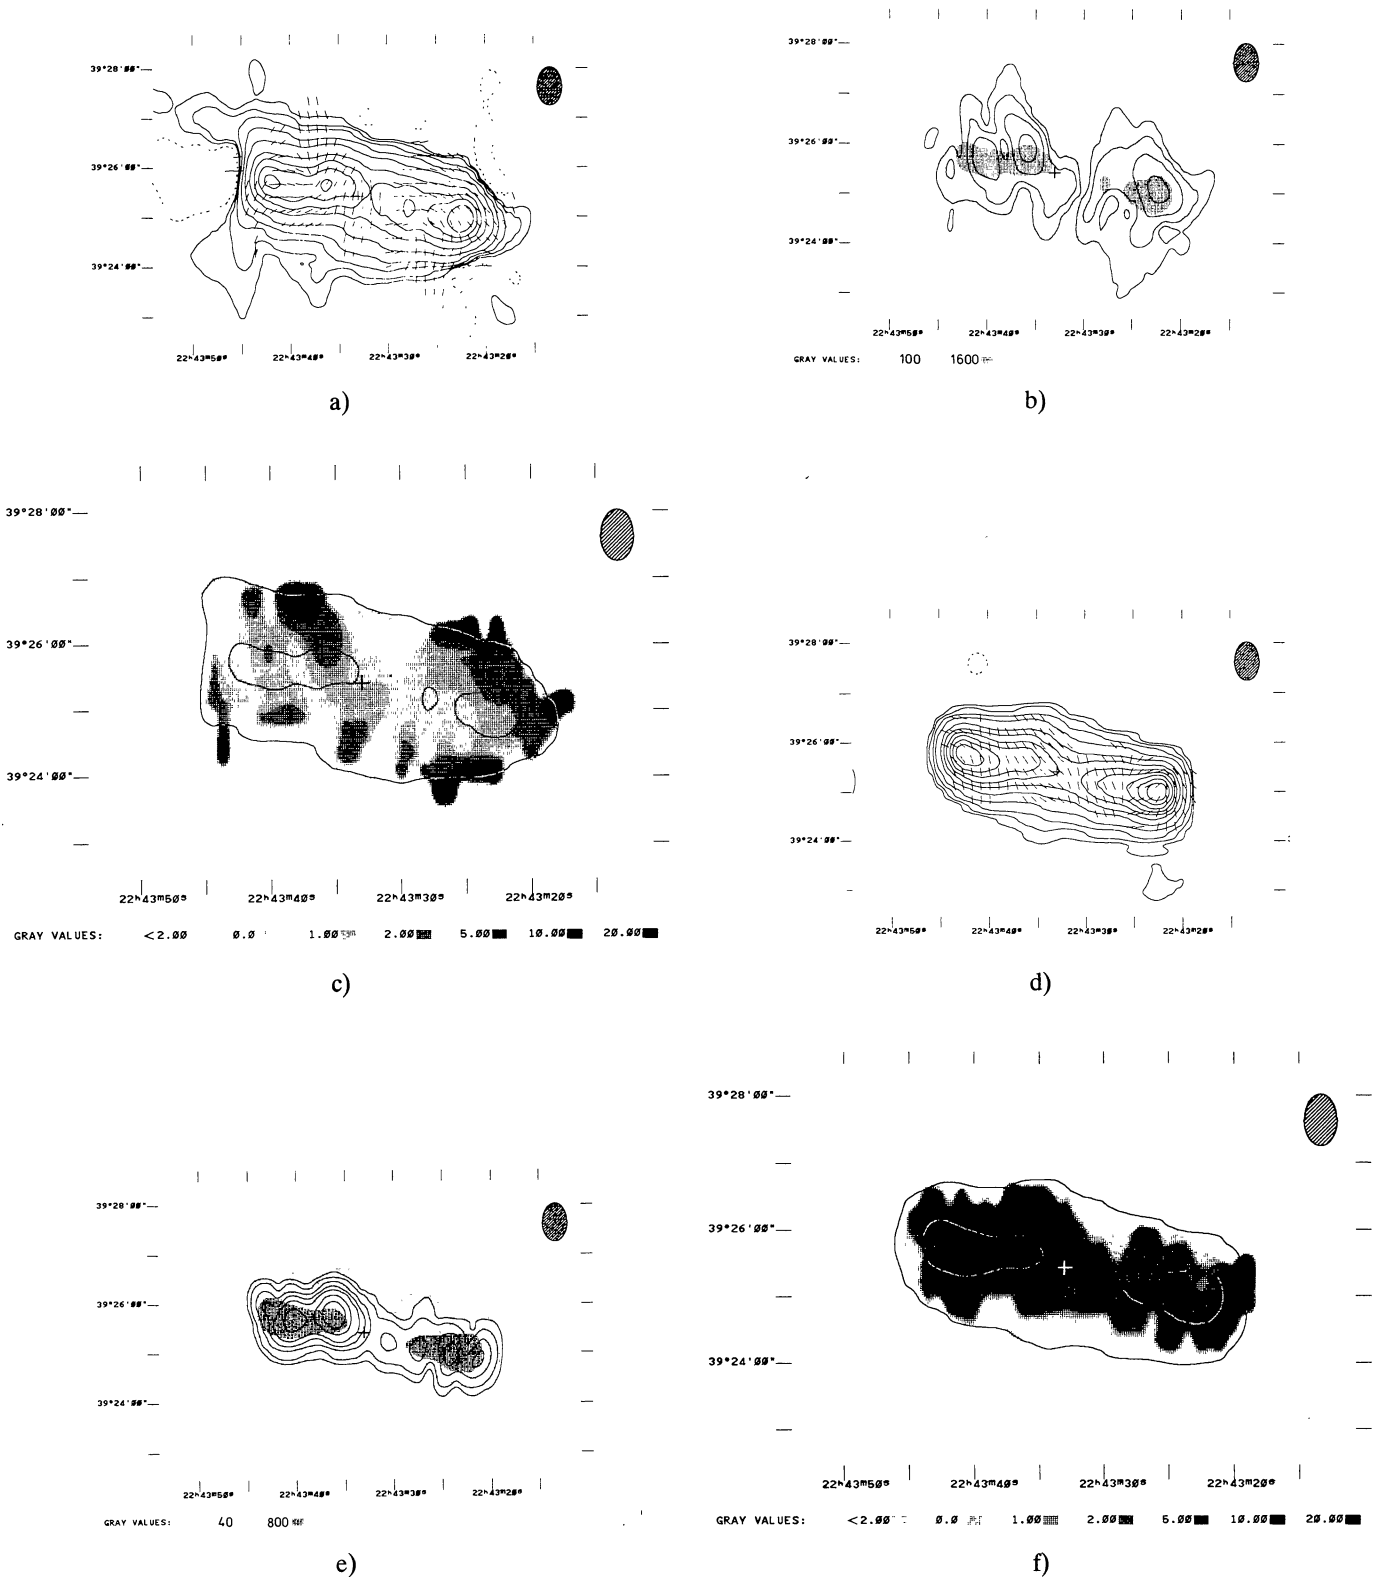 39°28'00"
39°26'00"
39°24'00"
22h43m50s 22h43m40s 22h43m30s 22h43m20s
a)
39°28'00"
39°26'00"
39°24'00"
22h43m50s 22h43m40s 22h43m30s 22h43m20s
GRAY VALUES: 100 1600
b)
39°28'00"
39°26'00"
39°24'00"
22h43m50s 22h43m40s 22h43m30s 22h43m20s
GRAY VALUES: <2.00 0.0 1.00 2.00 5.00 10.00 20.00
c)
39°28'00"
39°26'00"
39°24'00"
22h43m50s 22h43m40s 22h43m30s 22h43m20s
d)
39°28'00"
39°26'00"
39°24'00"
22h43m50s 22h43m40s 22h43m30s 22h43m20s
GRAY VALUES: 40 800
e)
39°28'00"
39°26'00"
39°24'00"
22h43m50s 22h43m40s 22h43m30s 22h43m20s
GRAY VALUES: <2.00 0.0 1.00 2.00 5.00 10.00 20.00
f)